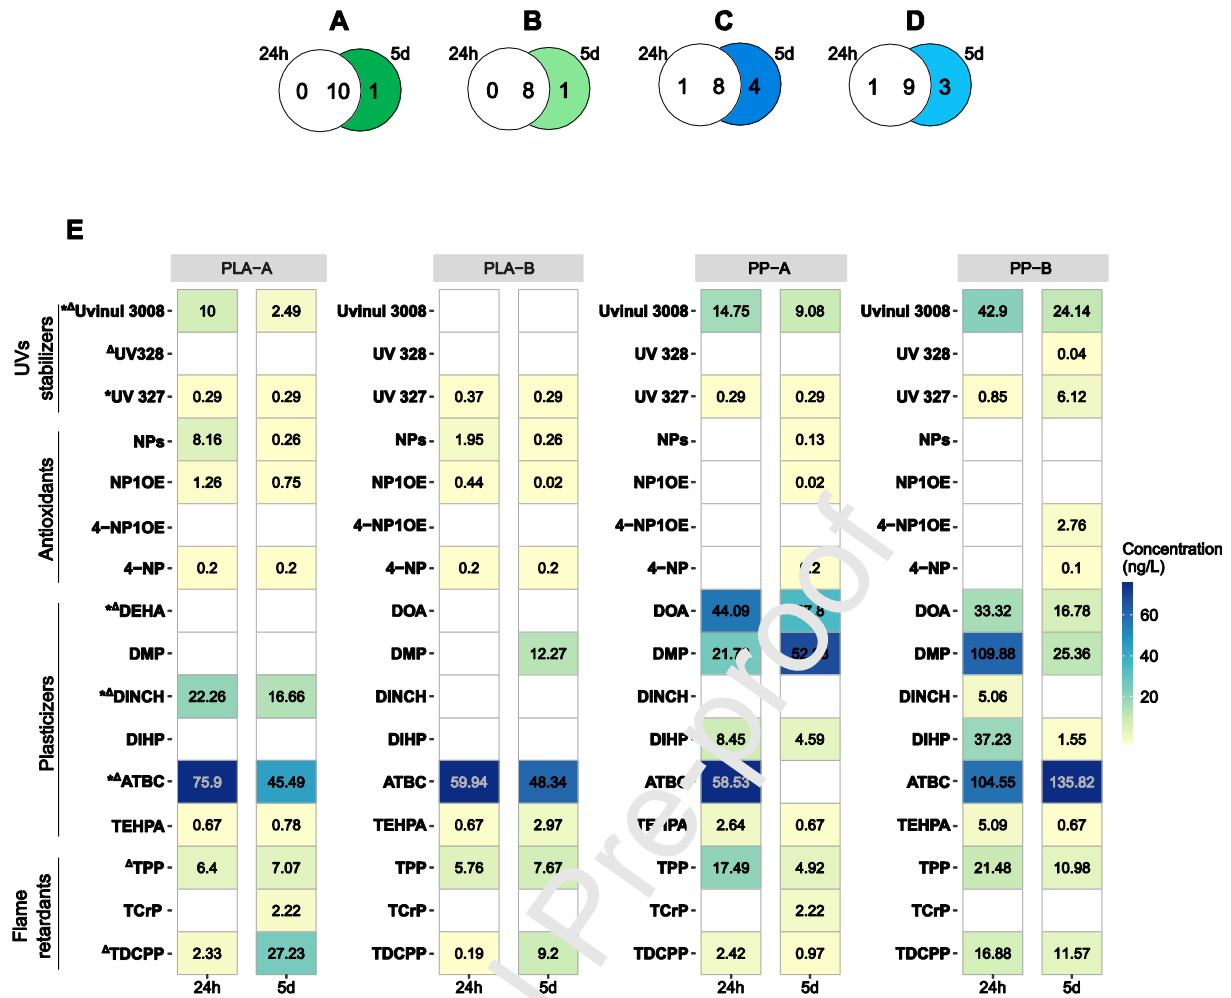 A B C D
24h 5d 24h 5d 24h 5d 24h 5d
0 10 1 0 8 1 1 8 4 1 9 3
E
PLA−A PLA−B PP−A PP−B
UVs stabilizers
*ΔUvinul 3008 10 2.49 Uvinul 3008 Uvinul 3008 14.75 9.08 Uvinul 3008 42.9 24.14
ΔUV328 UV 328 UV 328 UV 328 0.04
*UV 327 0.29 0.29 UV 327 0.37 0.29 UV 327 0.29 0.29 UV 327 0.85 6.12
Antioxidants
NPs 8.16 0.26 NPs 1.95 0.26 NPs 0.13 NPs
NP1OE 1.26 0.75 NP1OE 0.44 0.02 NP1OE 0.02 NP1OE
4−NP1OE 4−NP1OE 4−NP1OE 4−NP1OE 2.76
4−NP 0.2 0.2 4−NP 0.2 0.2 4−NP 4−NP 0.1
Concentration
(ng/L)
60
40
20
Plasticizers
*ΔDEHA DOA DOA 44.09 DOA 33.32 16.78
DMP DMP 12.27 DMP DMP 109.88 25.36
*ΔDINCH 22.26 16.66 DINCH DINCH DINCH 5.06
DIHP DIHP DIHP 8.45 4.59 DIHP 37.23 1.55
*ΔATBC 75.9 45.49 ATBC 59.94 48.34 ATBC 58.53 ATBC 104.55 135.82
TEHPA 0.67 0.78 TEHPA 0.67 2.97 TEHPA 2.64 0.67 TEHPA 5.09 0.67
Flame retardants
ΔTPP 6.4 7.07 TPP 5.76 7.67 TPP 17.49 4.92 TPP 21.48 10.98
TCrP 2.22 TCrP TCrP 2.22 TCrP
ΔTDCPP 2.33 27.23 TDCPP 0.19 9.2 TDCPP 2.42 0.97 TDCPP 16.88 11.57
24h 5d 24h 5d 24h 5d 24h 5d
Pre-proof